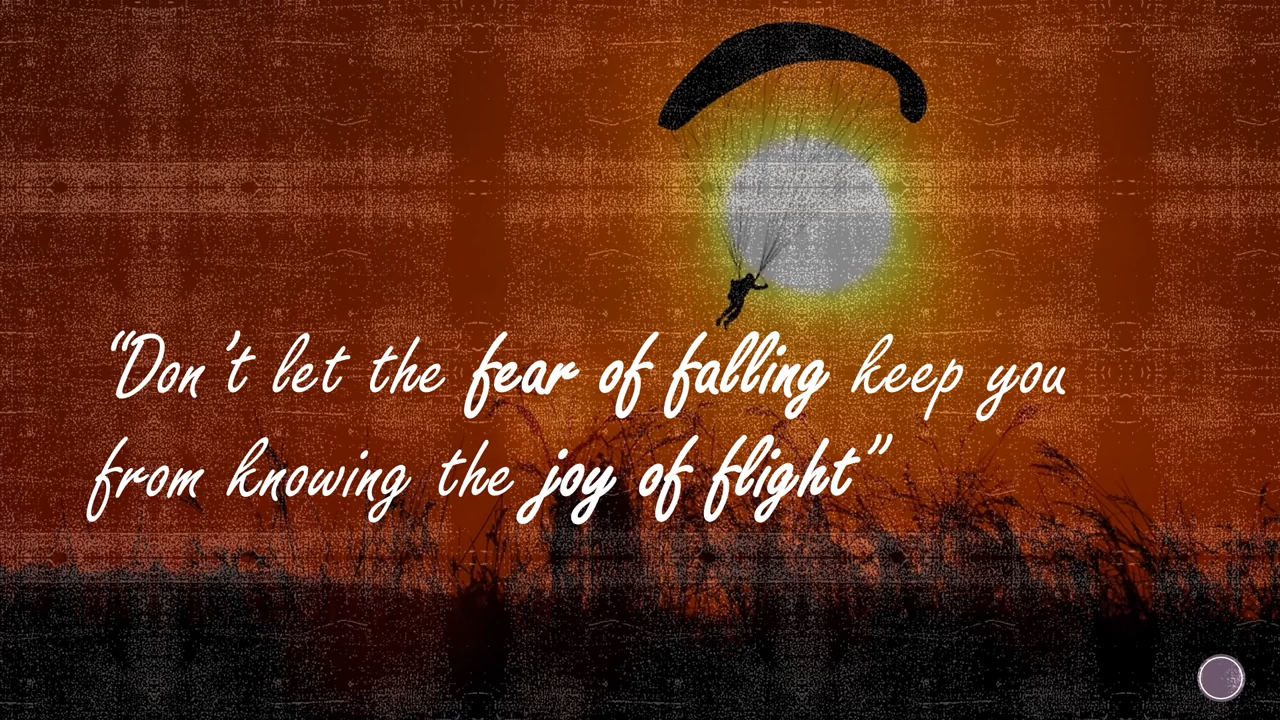 “Don’t let the fear of falling keep you
from knowing the joy of flight”